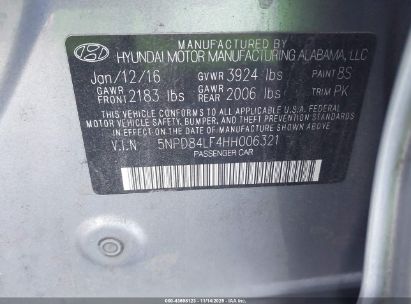 MANUFACTURED BY
HYUNDAI MOTOR MANUFACTURING ALABAMA, LLC
Jan/12/16 GVWR 3924 lbs PAINT 8S
GAWR FRONT 2183 lbs GAWR REAR 2006 lbs TRIM PK
THIS VEHICLE CONFORMS TO ALL APPLICABLE U.S.A. FEDERAL
MOTOR VEHICLE SAFETY, BUMPER, AND THEFT PREVENTION STANDARDS
IN EFFECT ON THE DATE OF MANUFACTURE SHOWN ABOVE.
V.I.N 5NPD84LF4HH006321
PASSENGER CAR